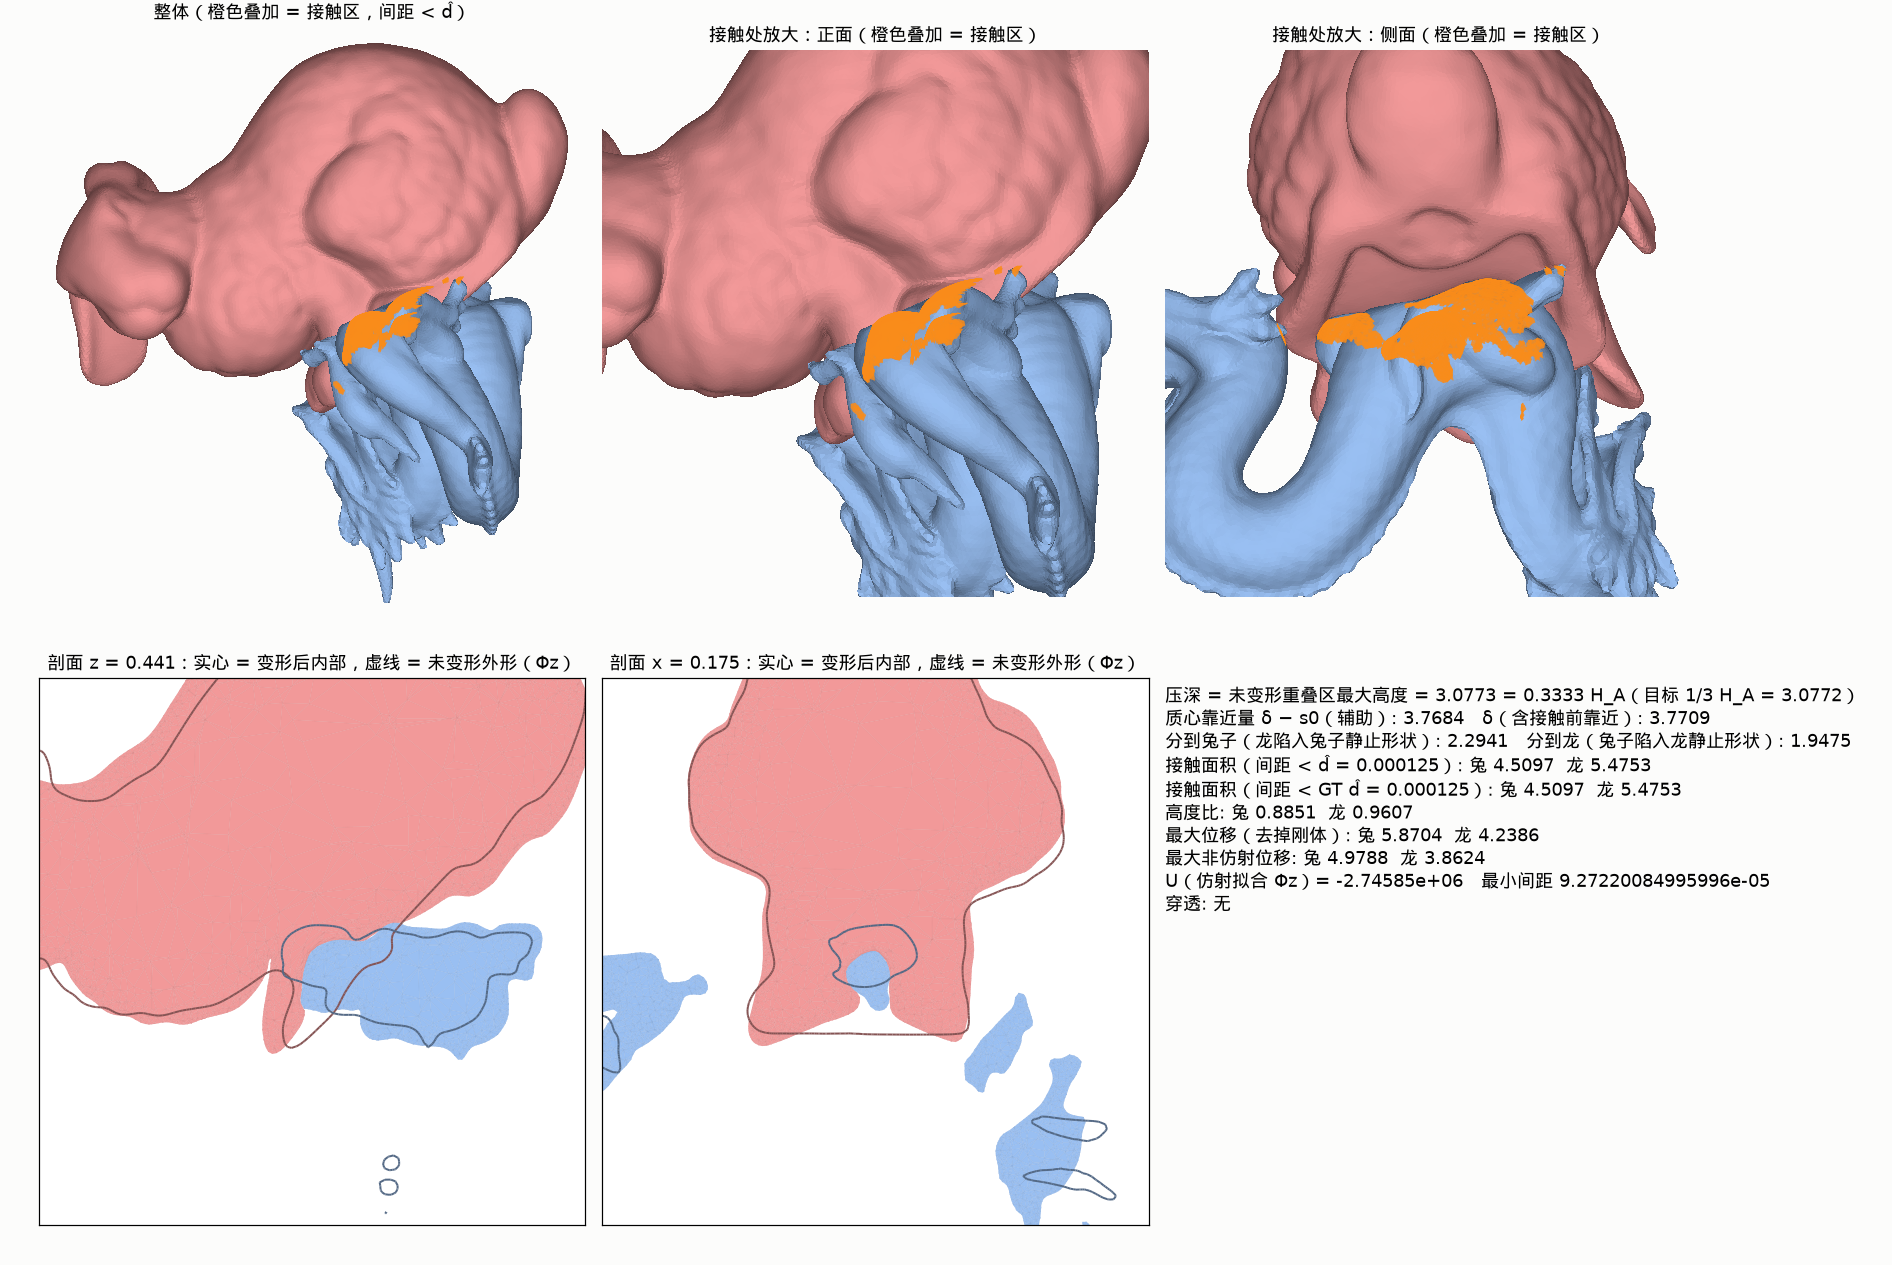 整体（橙色叠加 = 接触区，间距 < d̂）
接触处放大：正面（橙色叠加 = 接触区）
接触处放大：侧面（橙色叠加 = 接触区）
剖面 z = 0.441：实心 = 变形后内部，虚线 = 未变形外形（Φz）
剖面 x = 0.175：实心 = 变形后内部，虚线 = 未变形外形（Φz）
压深 = 未变形重叠区最大高度 = 3.0773 = 0.3333 H_A（目标 1/3 H_A = 3.0772）
质心靠近量 δ − s0（辅助）: 3.7684   δ（含接触前靠近）: 3.7709
分到兔子（龙陷入兔子静止形状）: 2.2941   分到龙（兔子陷入龙静止形状）: 1.9475
接触面积（间距 < d̂ = 0.000125）: 兔 4.5097  龙 5.4753
接触面积（间距 < GT d̂ = 0.000125）: 兔 4.5097  龙 5.4753
高度比: 兔 0.8851  龙 0.9607
最大位移（去掉刚体）: 兔 5.8704  龙 4.2386
最大非仿射位移: 兔 4.9788  龙 3.8624
U（仿射拟合 Φz）= -2.74585e+06   最小间距 9.27220084995996e-05
穿透: 无